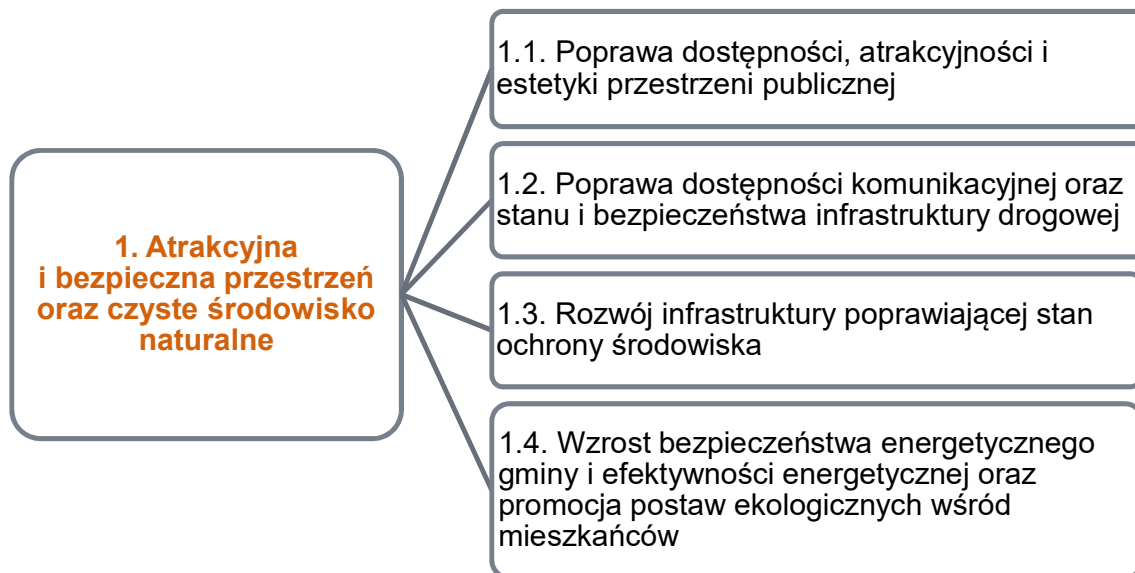 1. Atrakcyjna
i bezpieczna przestrzeń
oraz czyste środowisko
naturalne
1.1. Poprawa dostępności, atrakcyjności i
estetyki przestrzeni publicznej
1.2. Poprawa dostępności komunikacyjnej oraz
stanu i bezpieczeństwa infrastruktury drogowej
1.3. Rozwój infrastruktury poprawiającej stan
ochrony środowiska
1.4. Wzrost bezpieczeństwa energetycznego
gminy i efektywności energetycznej oraz
promocja postaw ekologicznych wśród
mieszkańców